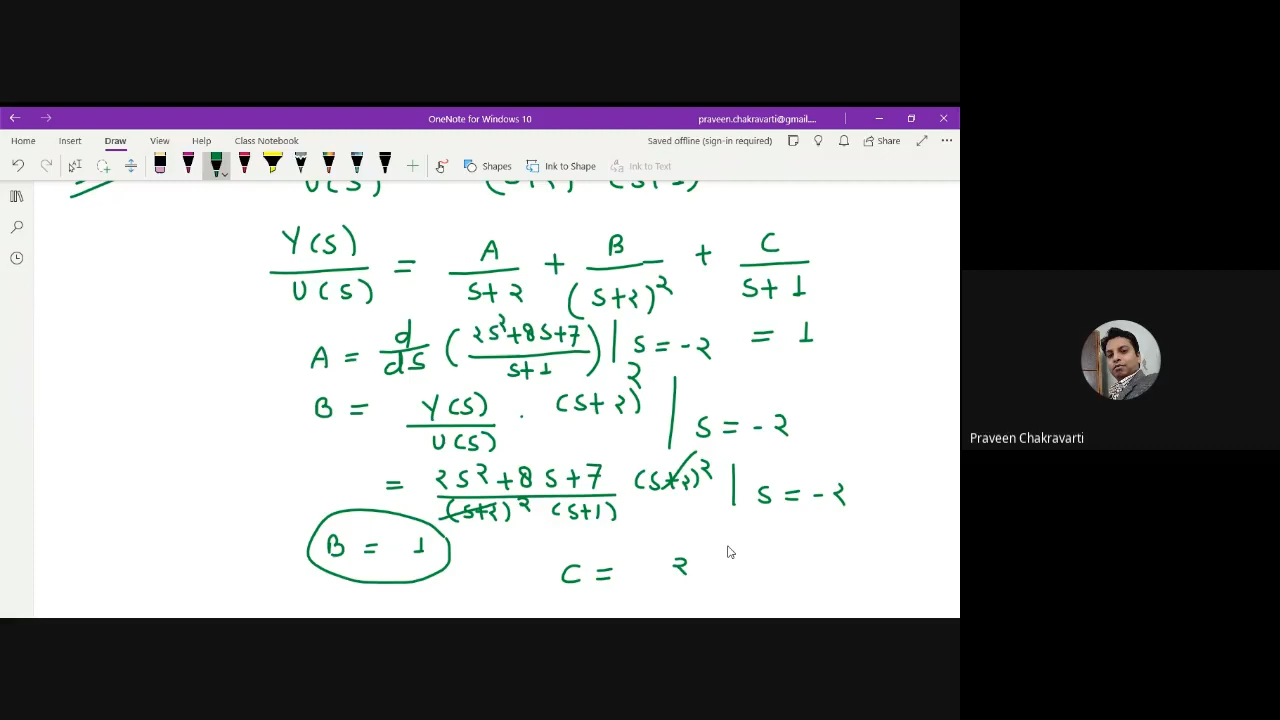 OneNote for Windows 10
praveen.chakravarti@gmail....
Home Insert Draw View Help Class Notebook
Saved offline (sign-in required) Share
Shapes Ink to Shape Ink to Text
U(S) (S+2) (S+1)
Y(S)/U(S) = A/(S+2) + B/(S+2)² + C/(S+1)
A = d/dS ( (2S²+8S+7)/(S+1) ) | S = -2 = 1
B = Y(S)/U(S) . (S+2)² | S = -2
= (2S²+8S+7)/((S+2)² (S+1)) (S+2)² | S = -2
B = 1
C = 2
Praveen Chakravarti